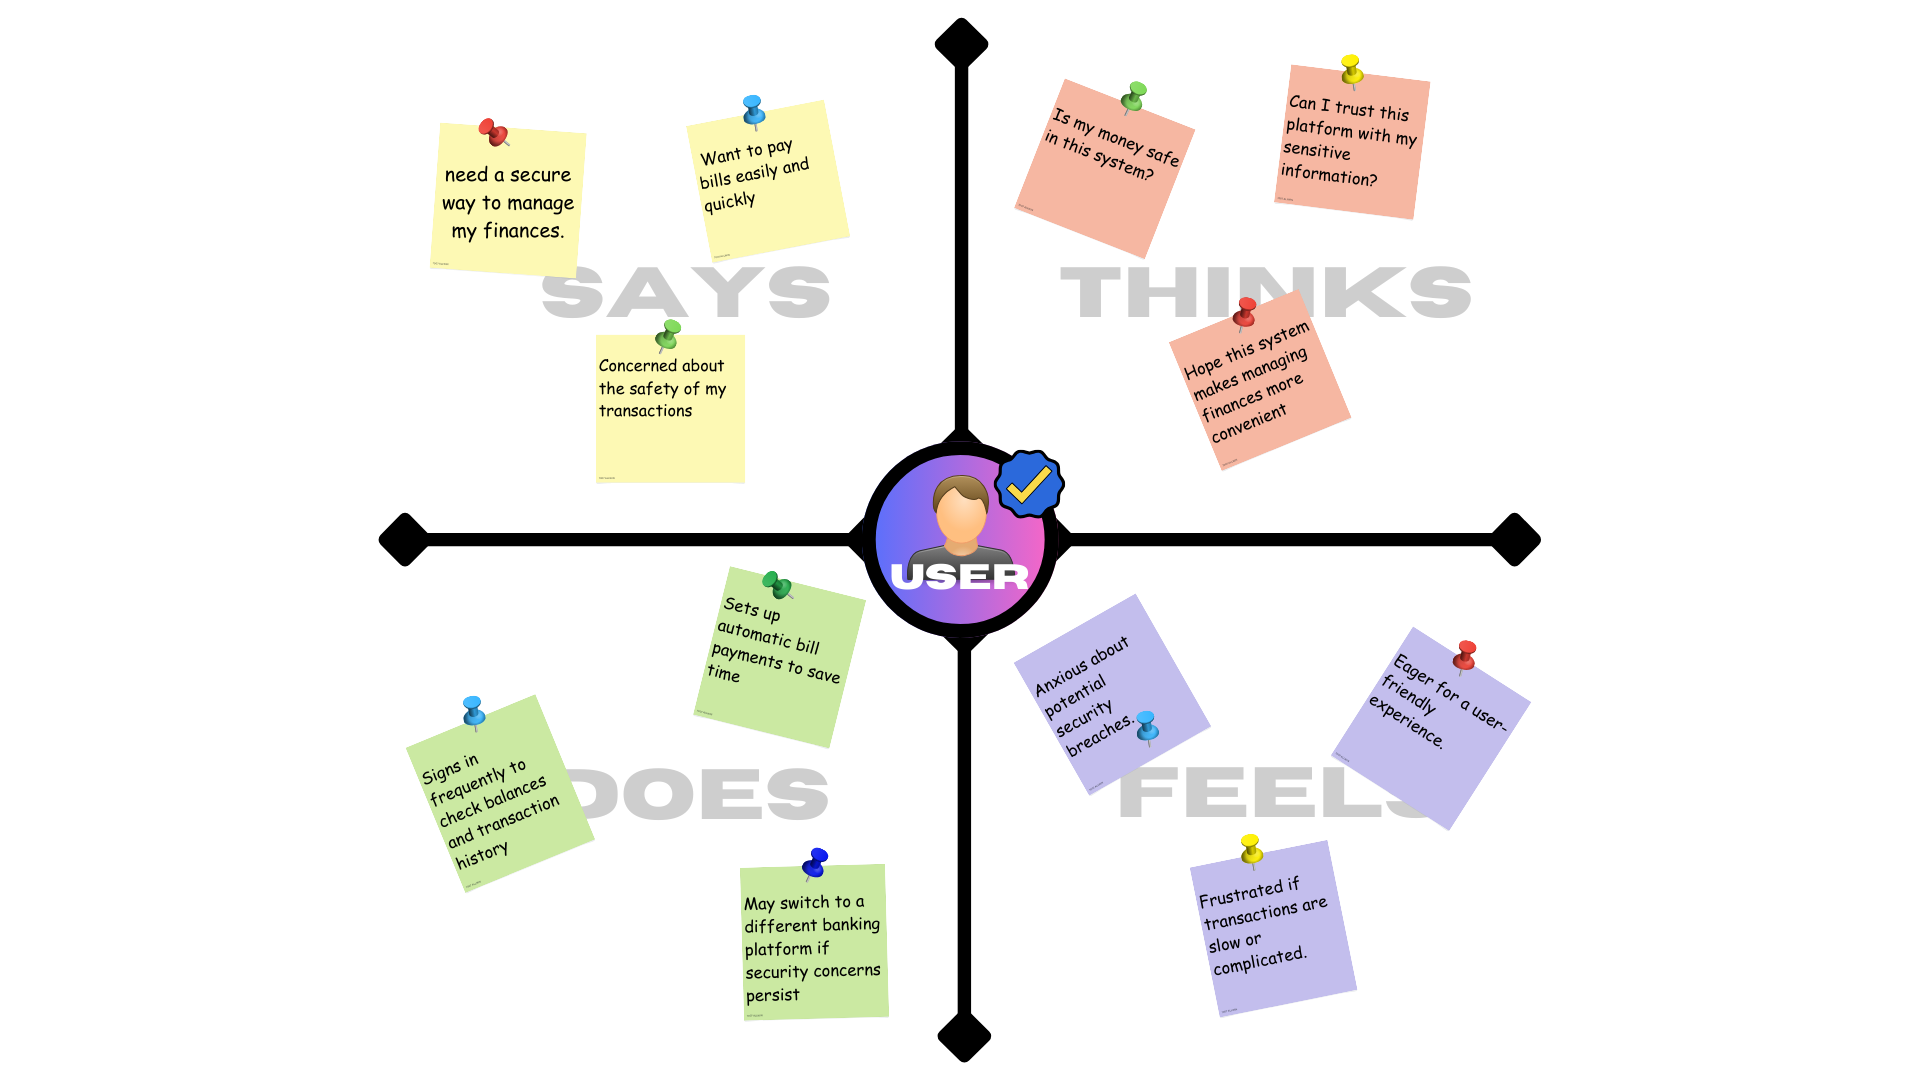 need a secure
way to manage
my finances.
Want to pay
bills easily and
quickly
SAYS
Concerned about
the safety of my
transactions
Is my money safe
in this system?
Can I trust this
platform with my
sensitive
information?
THINKS
Hope this system
makes managing
finances more
convenient
USER
Sets up
automatic bill
payments to save
time
Signs in
frequently to
check balances
and transaction
history
DOES
May switch to a
different banking
platform if
security concerns
persist
Anxious about
potential
security
breaches.
Eager for a user-
friendly
experience.
FEELS
Frustrated if
transactions are
slow or
complicated.